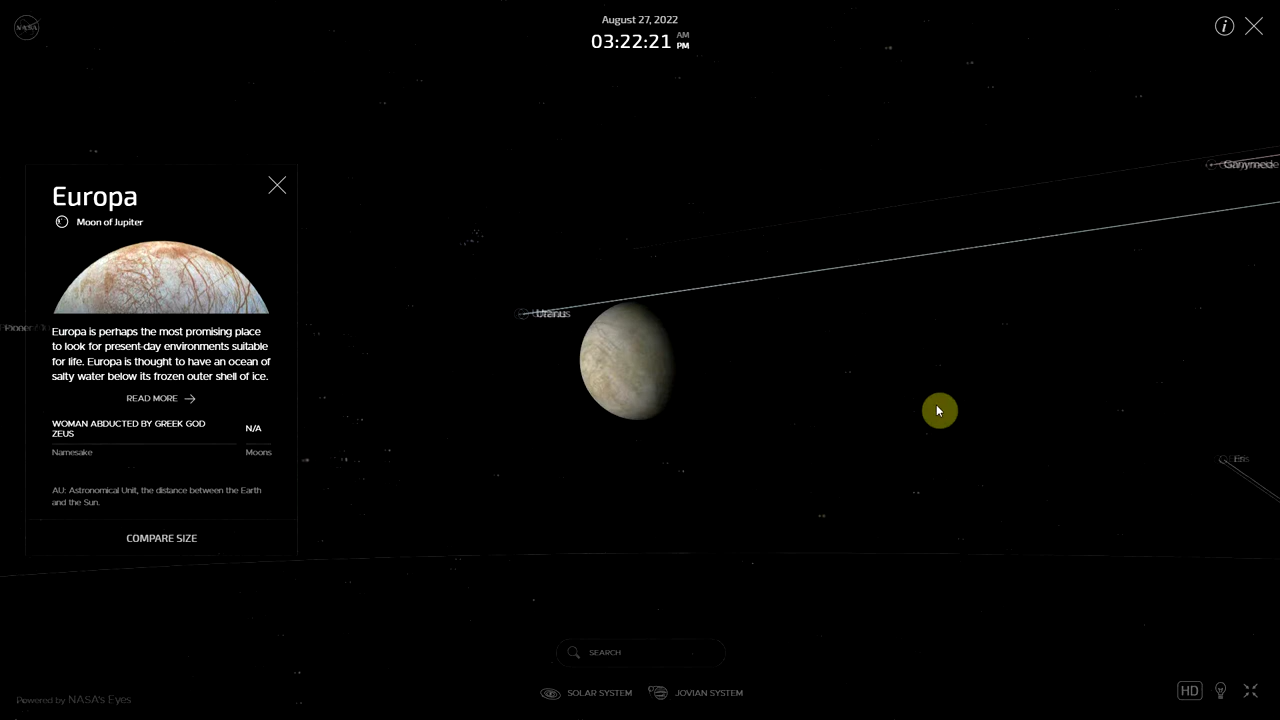 NASA
August 27, 2022
03:22:21 AM
PM
Ganymede
Europa
Moon of Jupiter
Uranus
Europa is perhaps the most promising place
to look for present-day environments suitable
for life. Europa is thought to have an ocean of
salty water below its frozen outer shell of ice.
READ MORE
WOMAN ABDUCTED BY GREEK GOD
ZEUS
N/A
Namesake
Moons
Eris
AU: Astronomical Unit, the distance between the Earth
and the Sun.
COMPARE SIZE
SEARCH
SOLAR SYSTEM
JOVIAN SYSTEM
Powered by NASA's Eyes
HD